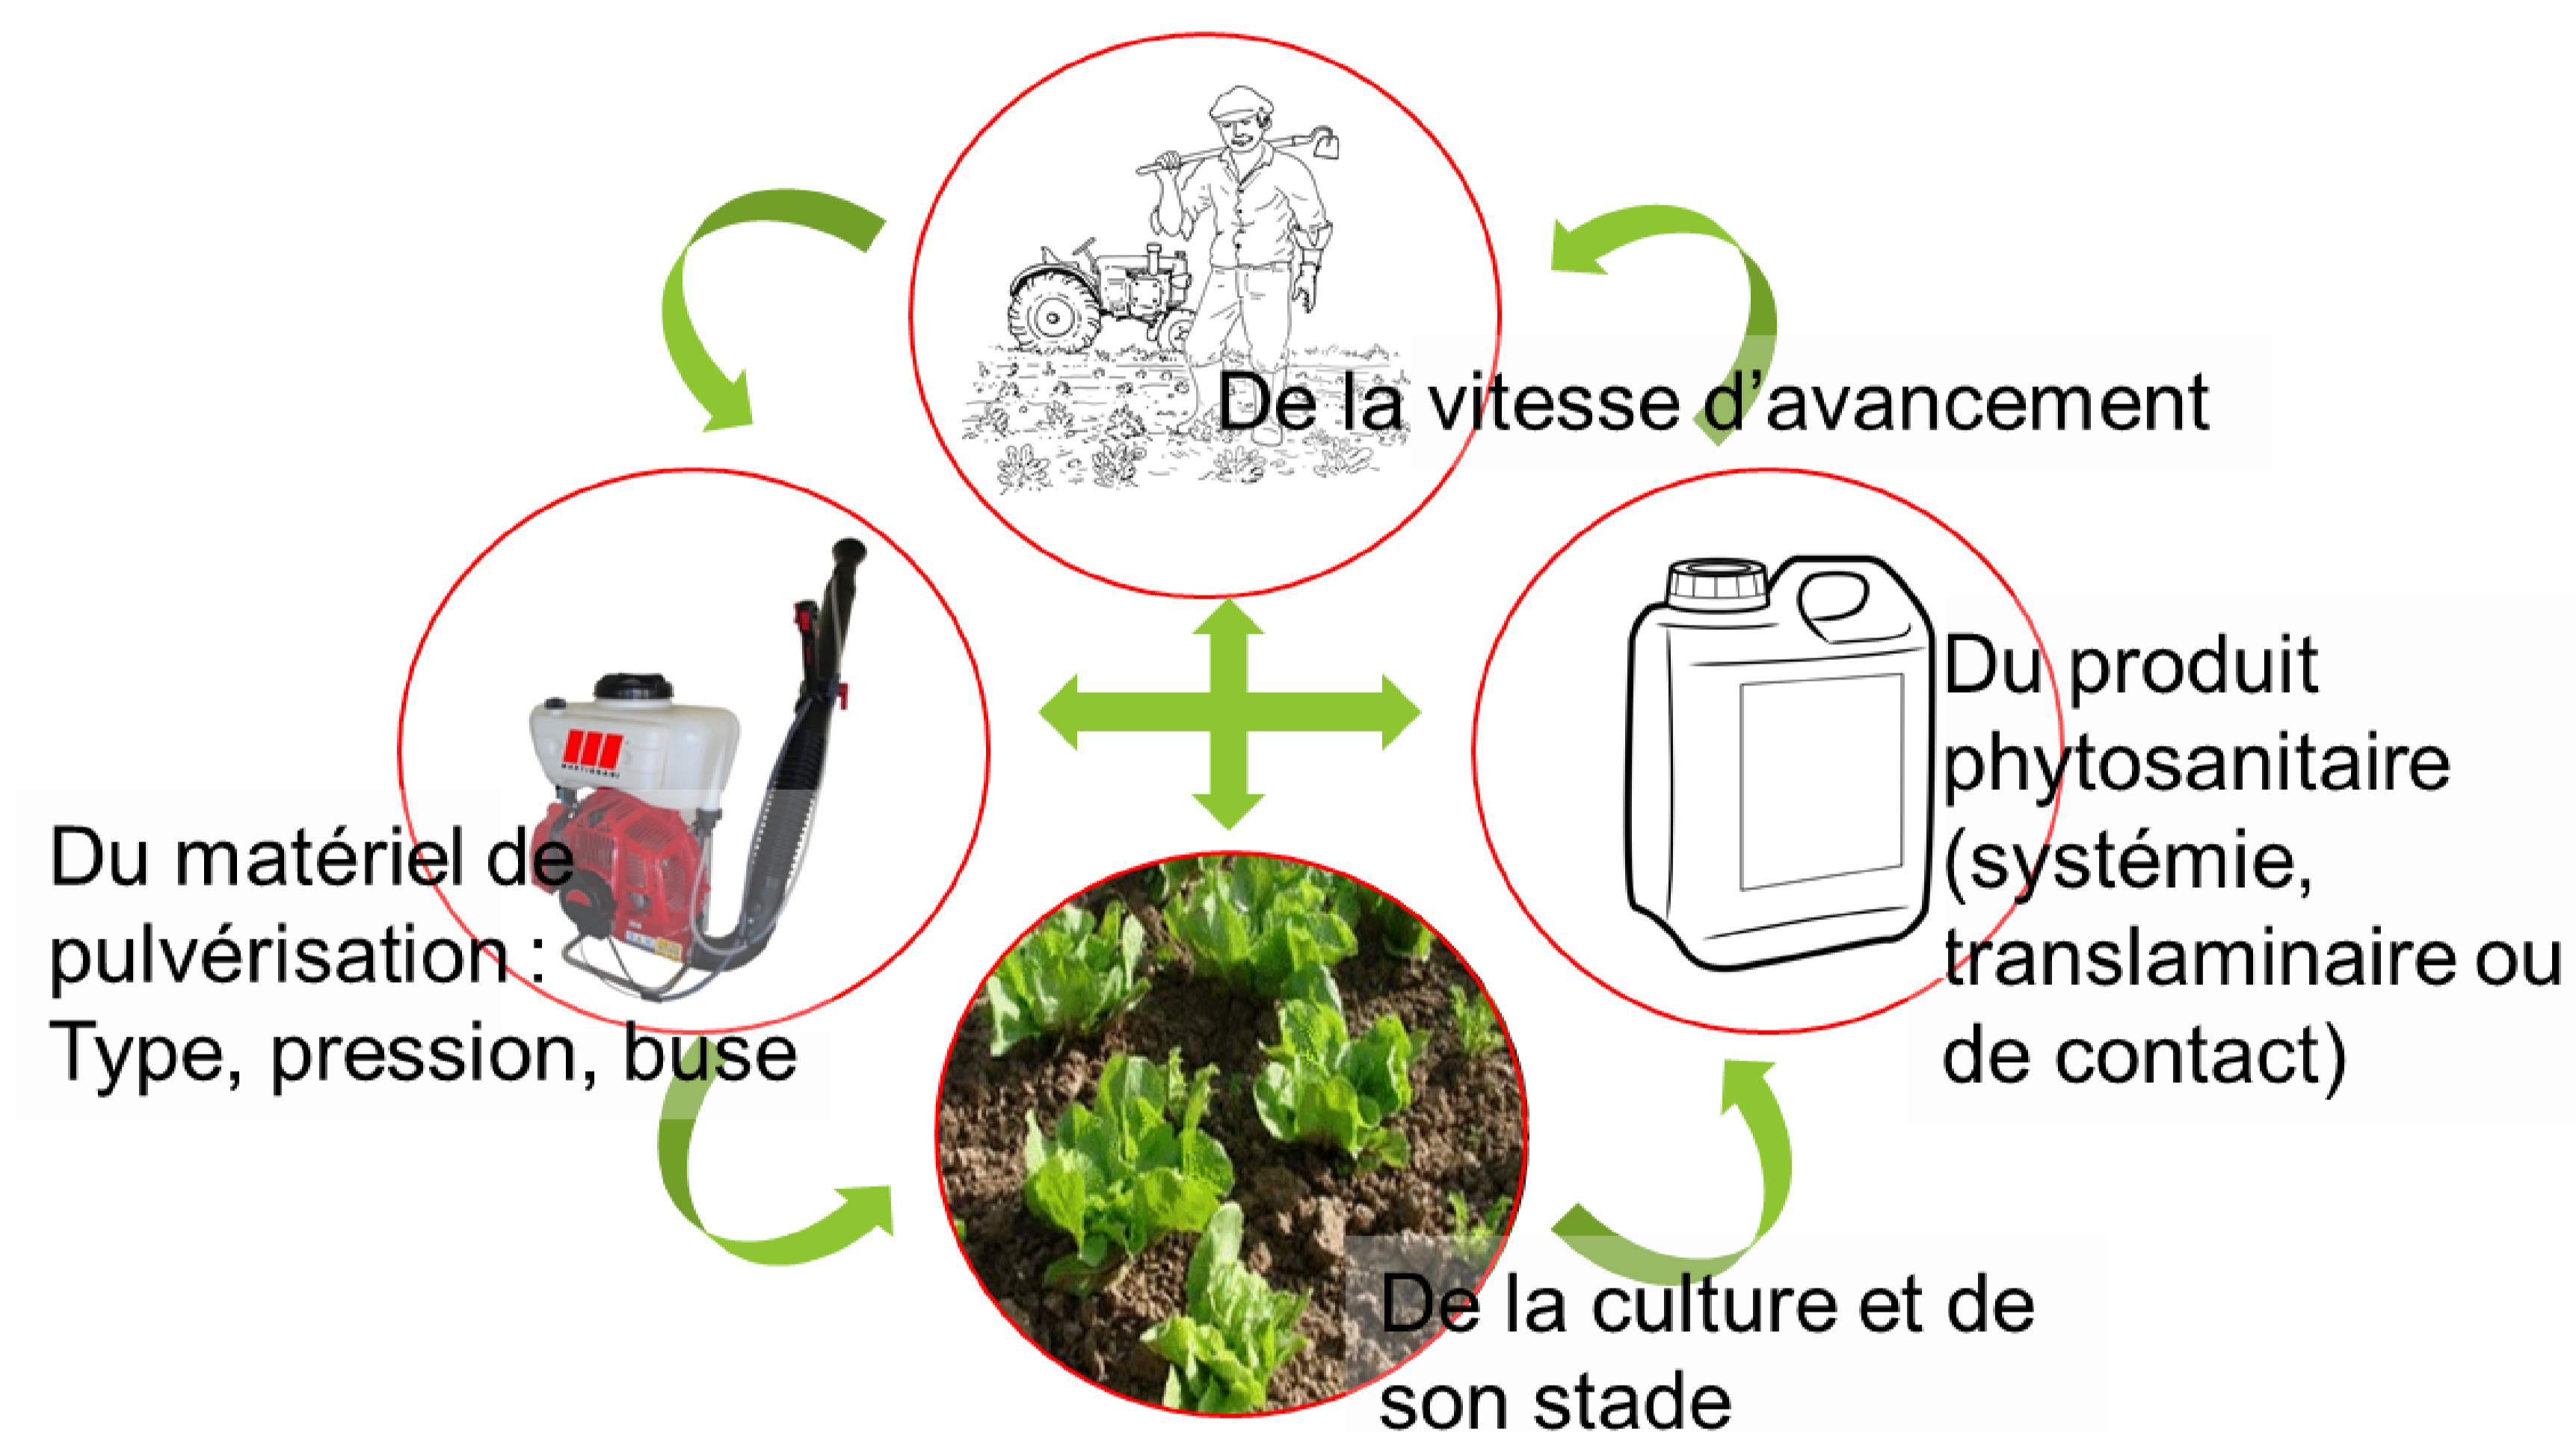 De la vitesse d’avancement
Du produit
phytosanitaire
(systémie,
translaminaire ou
de contact)
Du matériel de
pulvérisation :
Type, pression, buse
MARTIGNANI
De la culture et de
son stade